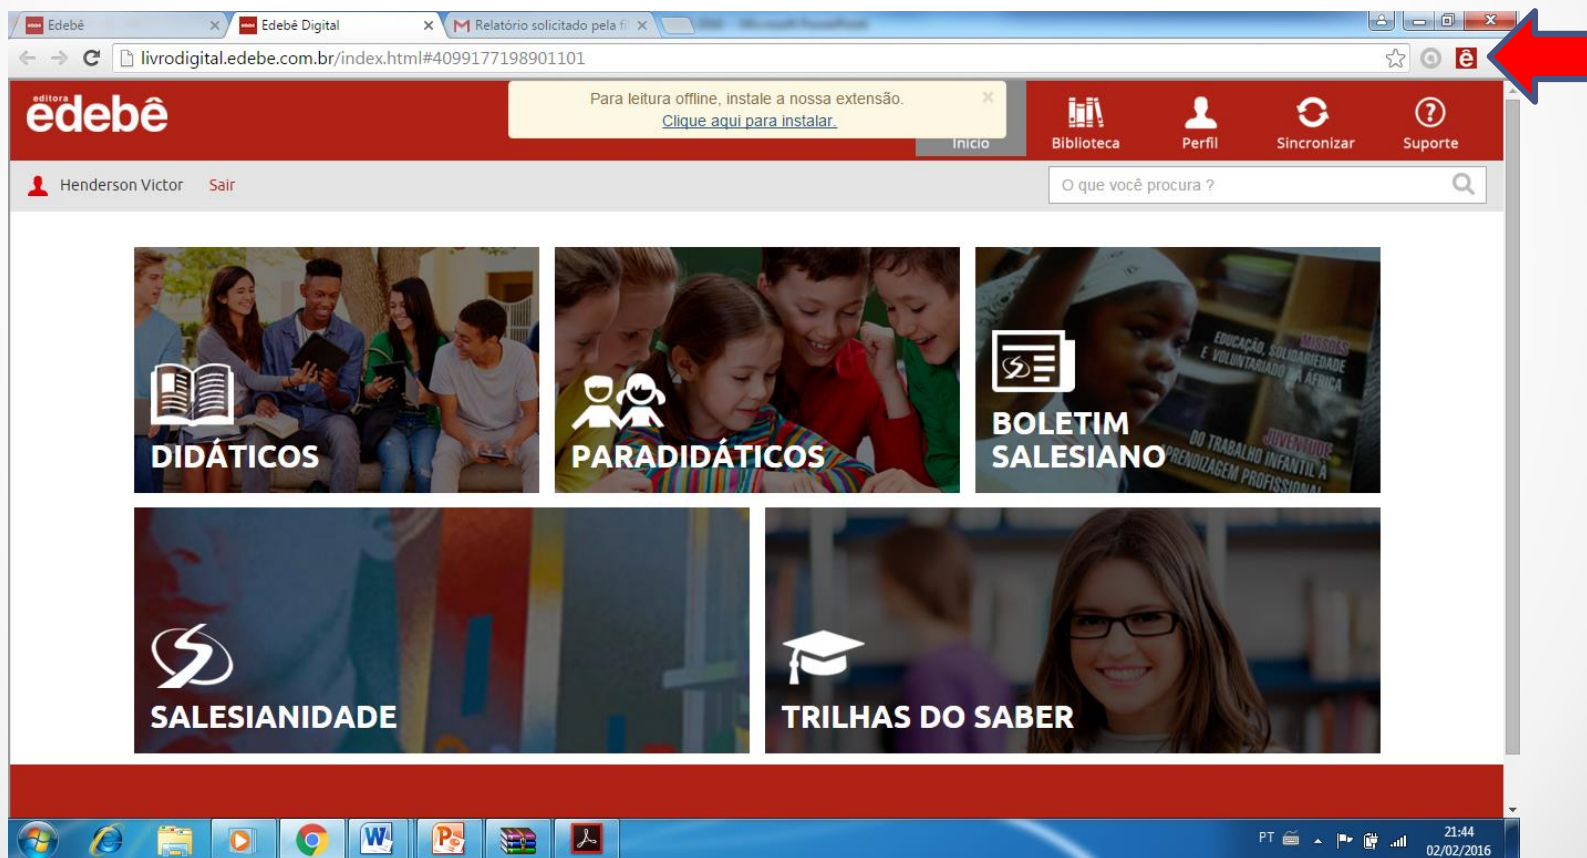 Edebê
Edebê Digital
Relatório solicitado pela fi
livrodigital.edebe.com.br/index.html#4099177198901101
ê
editora
edebê
Para leitura offline, instale a nossa extensão.
Clique aqui para instalar.
Início
Biblioteca
Perfil
Sincronizar
Suporte
Henderson Victor Sair
O que você procura ?
DIDÁTICOS
PARADIDÁTICOS
BOLETIM
SALESIANO
EDUCAÇÃO, SOLIDARIEDADE
E VOLUNTARIADO NA ÁFRICA
MISSÕES
JUVENTUDE
DO TRABALHO INFANTIL À
APRENDIZAGEM PROFISSIONAL
SALESIANIDADE
TRILHAS DO SABER
PT
21:44
02/02/2016